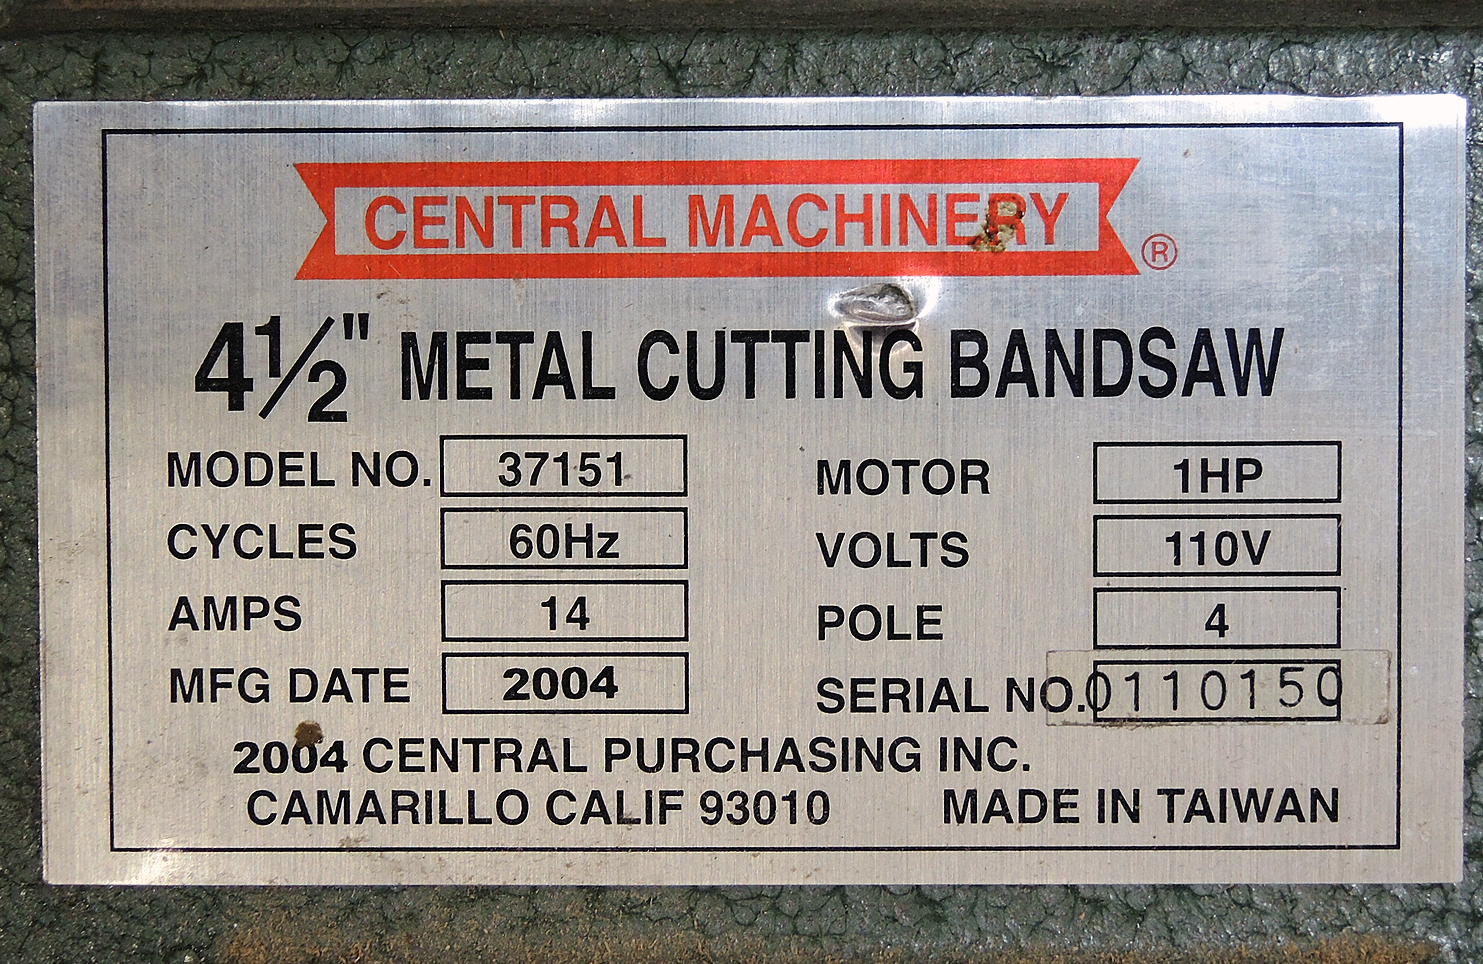 CENTRAL MACHINERY ®
4½" METAL CUTTING BANDSAW
MODEL NO. 37151 MOTOR 1HP
CYCLES 60Hz VOLTS 110V
AMPS 14 POLE 4
MFG DATE 2004 SERIAL NO. 0110150
2004 CENTRAL PURCHASING INC.
CAMARILLO CALIF 93010 MADE IN TAIWAN